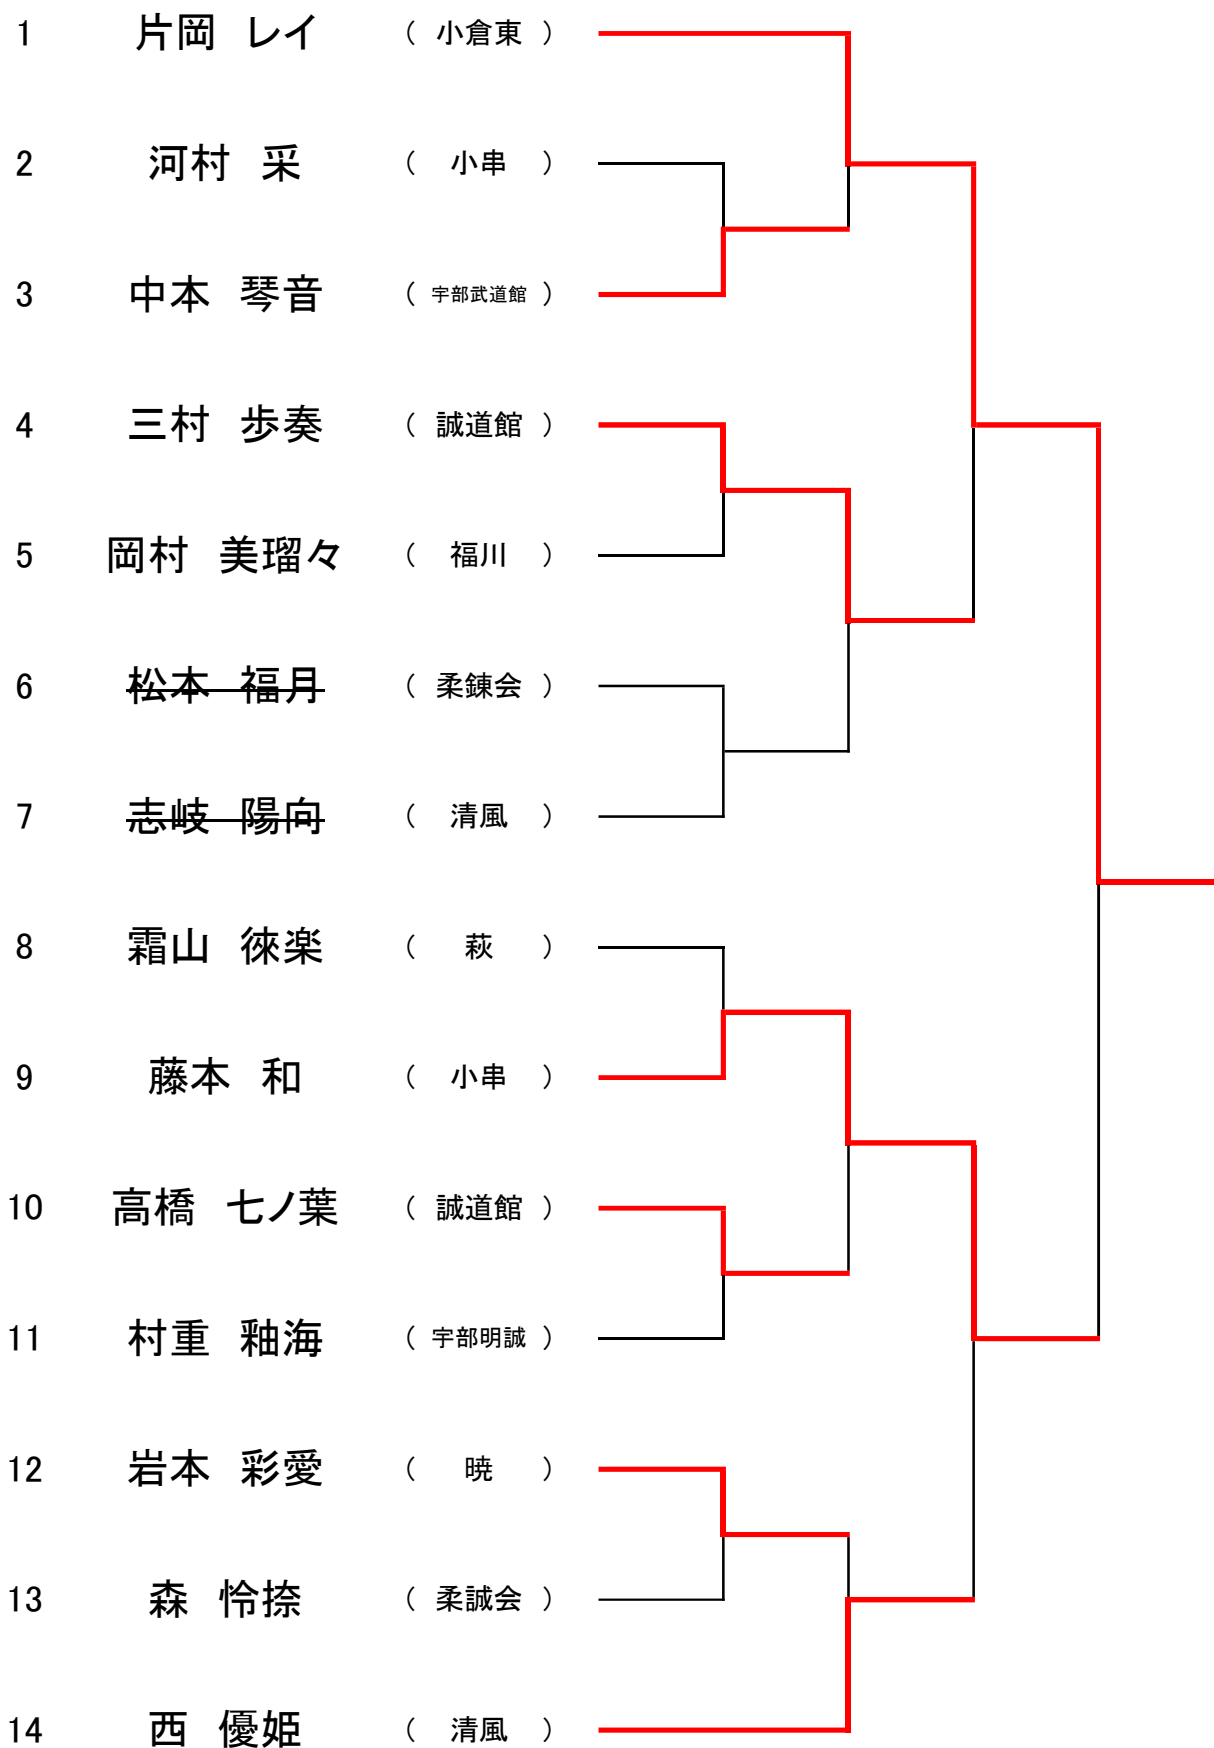 1 片岡 レイ ( 小倉東 )
2 河村 采 ( 小串 )
3 中本 琴音 ( 宇部武道館 )
4 三村 歩奏 ( 誠道館 )
5 岡村 美瑠々 ( 福川 )
6 松本 福月 ( 柔錬会 )
7 志岐 陽向 ( 清風 )
8 霜山 徠楽 ( 萩 )
9 藤本 和 ( 小串 )
10 高橋 七ノ葉 ( 誠道館 )
11 村重 釉海 ( 宇部明誠 )
12 岩本 彩愛 ( 暁 )
13 森 怜捺 ( 柔誠会 )
14 西 優姫 ( 清風 )